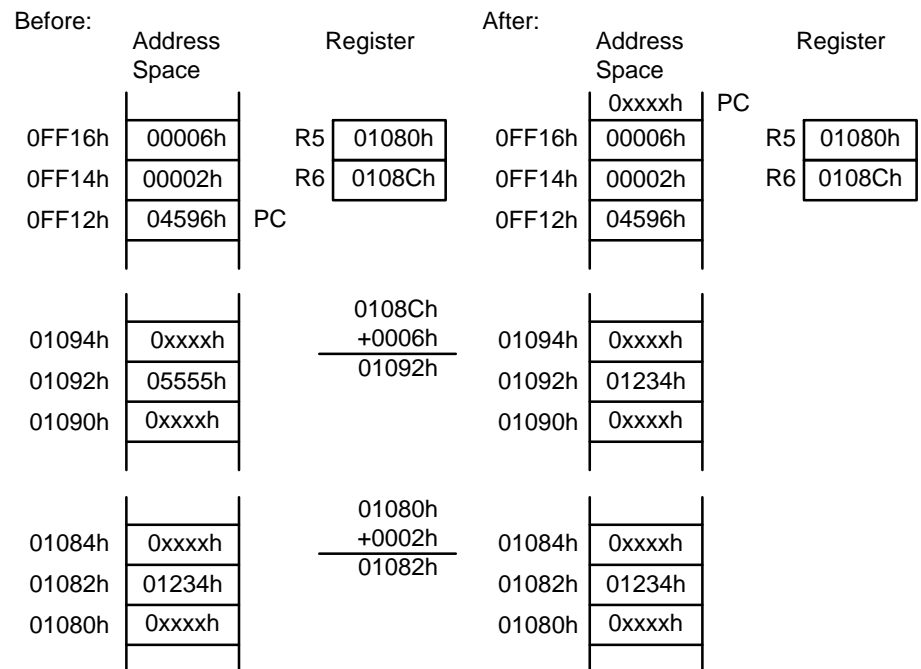 Before:
Address Space
Register
After:
Address Space
Register
0xxxxh PC
0FF16h 00006h R5 01080h 0FF16h 00006h R5 01080h
0FF14h 00002h R6 0108Ch 0FF14h 00002h R6 0108Ch
0FF12h 04596h PC 0FF12h 04596h
0108Ch
01094h 0xxxxh +0006h 01094h 0xxxxh
01092h 05555h 01092h 01092h 01234h
01090h 0xxxxh 01090h 0xxxxh
01080h
01084h 0xxxxh +0002h 01084h 0xxxxh
01082h 01234h 01082h 01082h 01234h
01080h 0xxxxh 01080h 0xxxxh